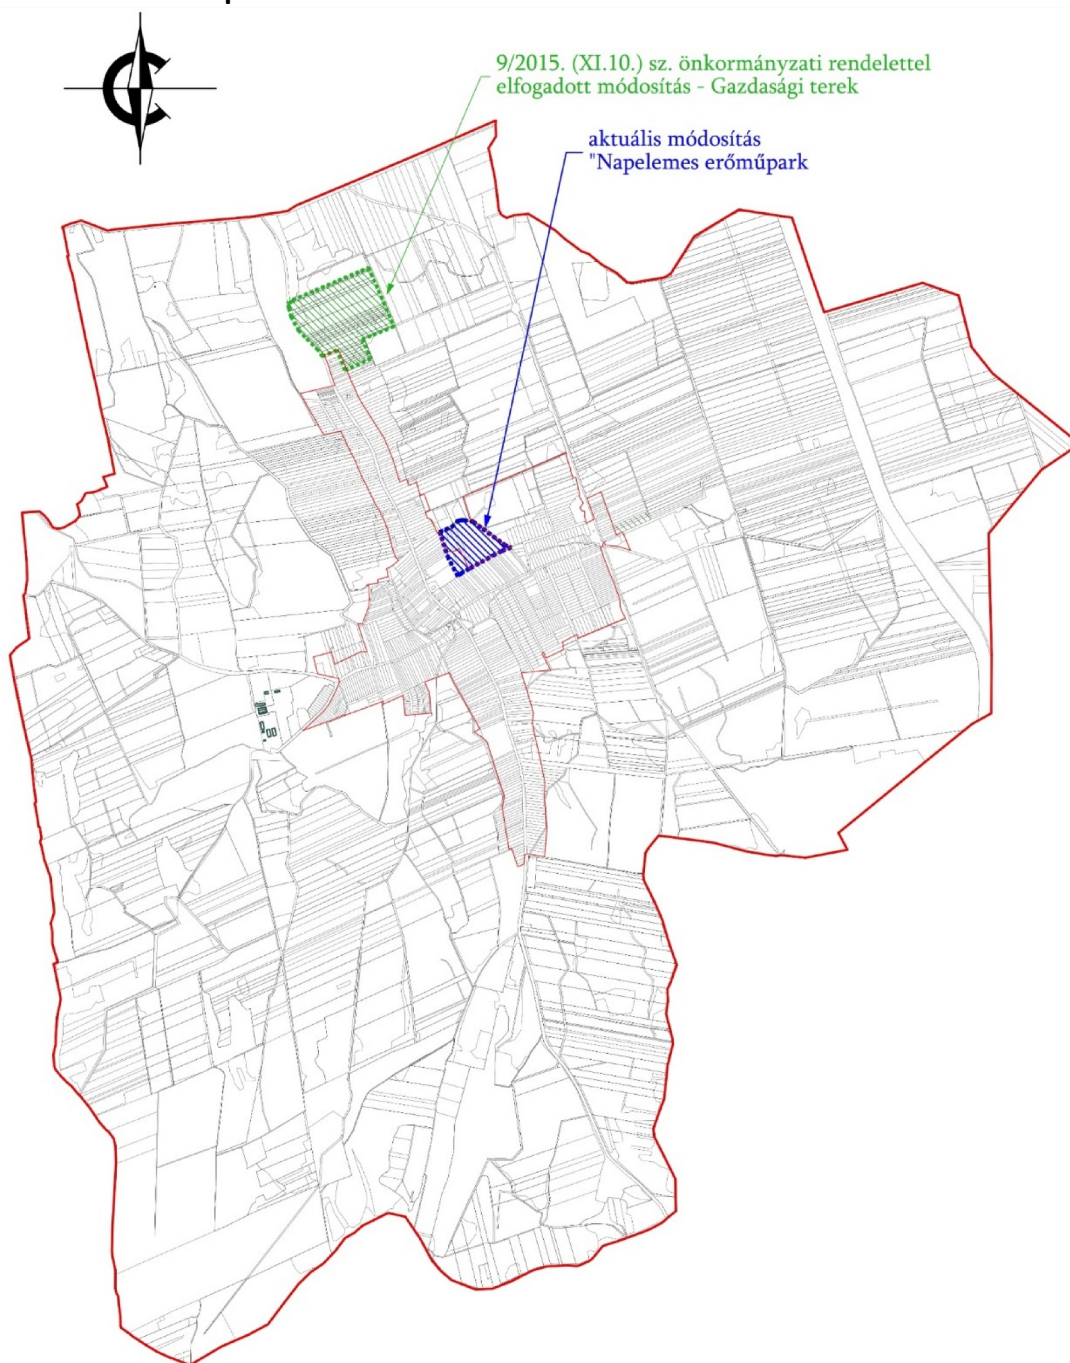 9/2015. (XI.10.) sz. önkormányzati rendelettel
elfogadott módosítás - Gazdasági terek
aktuális módosítás
"Napelemes erőműpark